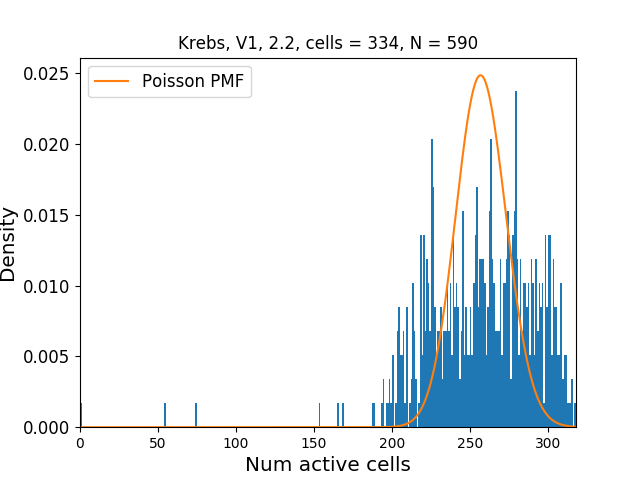 Krebs, V1, 2.2, cells = 334, N = 590
Poisson PMF
Density
0.025
0.020
0.015
0.010
0.005
0.000
0 50 100 150 200 250 300
Num active cells